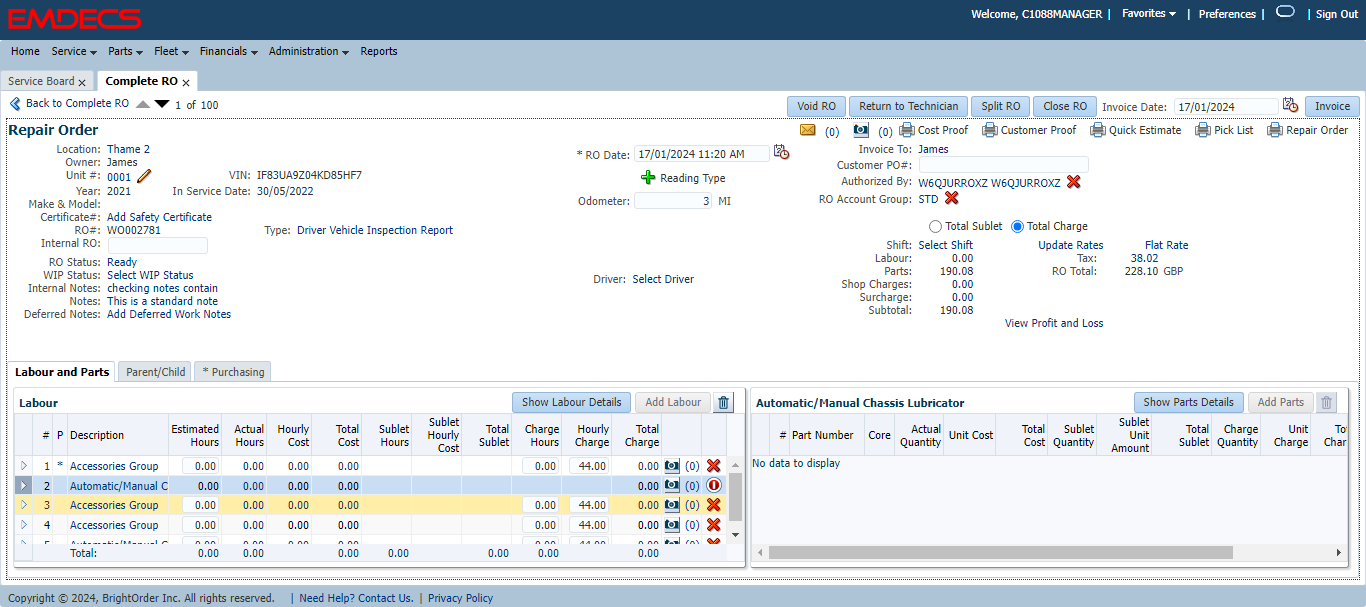 EMDECS
Welcome, C1088MANAGER | Favorites | Preferences | | Sign Out
Home Service Parts Fleet Financials Administration Reports
Service Board x Complete RO x
Back to Complete RO 1 of 100 Void RO Return to Technician Split RO Close RO Invoice Date: 17/01/2024 Invoice
Repair Order (0) (0) Cost Proof Customer Proof Quick Estimate Pick List Repair Order
Location: Thame 2 * RO Date: 17/01/2024 11:20 AM Invoice To: James
Owner: James Customer PO#:
Unit #: 0001 VIN: IF83UA9Z04KD85HF7 Reading Type Authorized By: W6QJURROXZ W6QJURROXZ
Year: 2021 In Service Date: 30/05/2022 Odometer: 3 MI RO Account Group: STD
Make & Model:
Certificate#: Add Safety Certificate
RO#: WO002781 Type: Driver Vehicle Inspection Report Total Sublet Total Charge
Internal RO: Shift: Select Shift Update Rates Flat Rate
RO Status: Ready Labour: 0.00 Tax: 38.02
WIP Status: Select WIP Status Driver: Select Driver Parts: 190.08 RO Total: 228.10 GBP
Internal Notes: checking notes contain Shop Charges: 0.00
Notes: This is a standard note Surcharge: 0.00
Deferred Notes: Add Deferred Work Notes Subtotal: 190.08
View Profit and Loss
Labour and Parts Parent/Child * Purchasing
Labour Show Labour Details Add Labour
# P Description Estimated Hours Actual Hours Hourly Cost Total Cost Sublet Hours Sublet Hourly Cost Total Sublet Charge Hours Hourly Charge Total Charge
1 * Accessories Group 0.00 0.00 0.00 0.00 0.00 44.00 0.00 (0)
2 Automatic/Manual C 0.00 0.00 0.00 0.00 0.00 (0)
3 Accessories Group 0.00 0.00 0.00 0.00 0.00 44.00 0.00 (0)
4 Accessories Group 0.00 0.00 0.00 0.00 0.00 44.00 0.00 (0)
Total: 0.00 0.00 0.00 0.00 0.00 0.00 0.00 0.00
Automatic/Manual Chassis Lubricator Show Parts Details Add Parts
# Part Number Core Actual Quantity Unit Cost Total Cost Sublet Quantity Sublet Unit Amount Total Sublet Charge Quantity Unit Charge
No data to display
Copyright © 2024, BrightOrder Inc. All rights reserved. | Need Help? Contact Us. | Privacy Policy